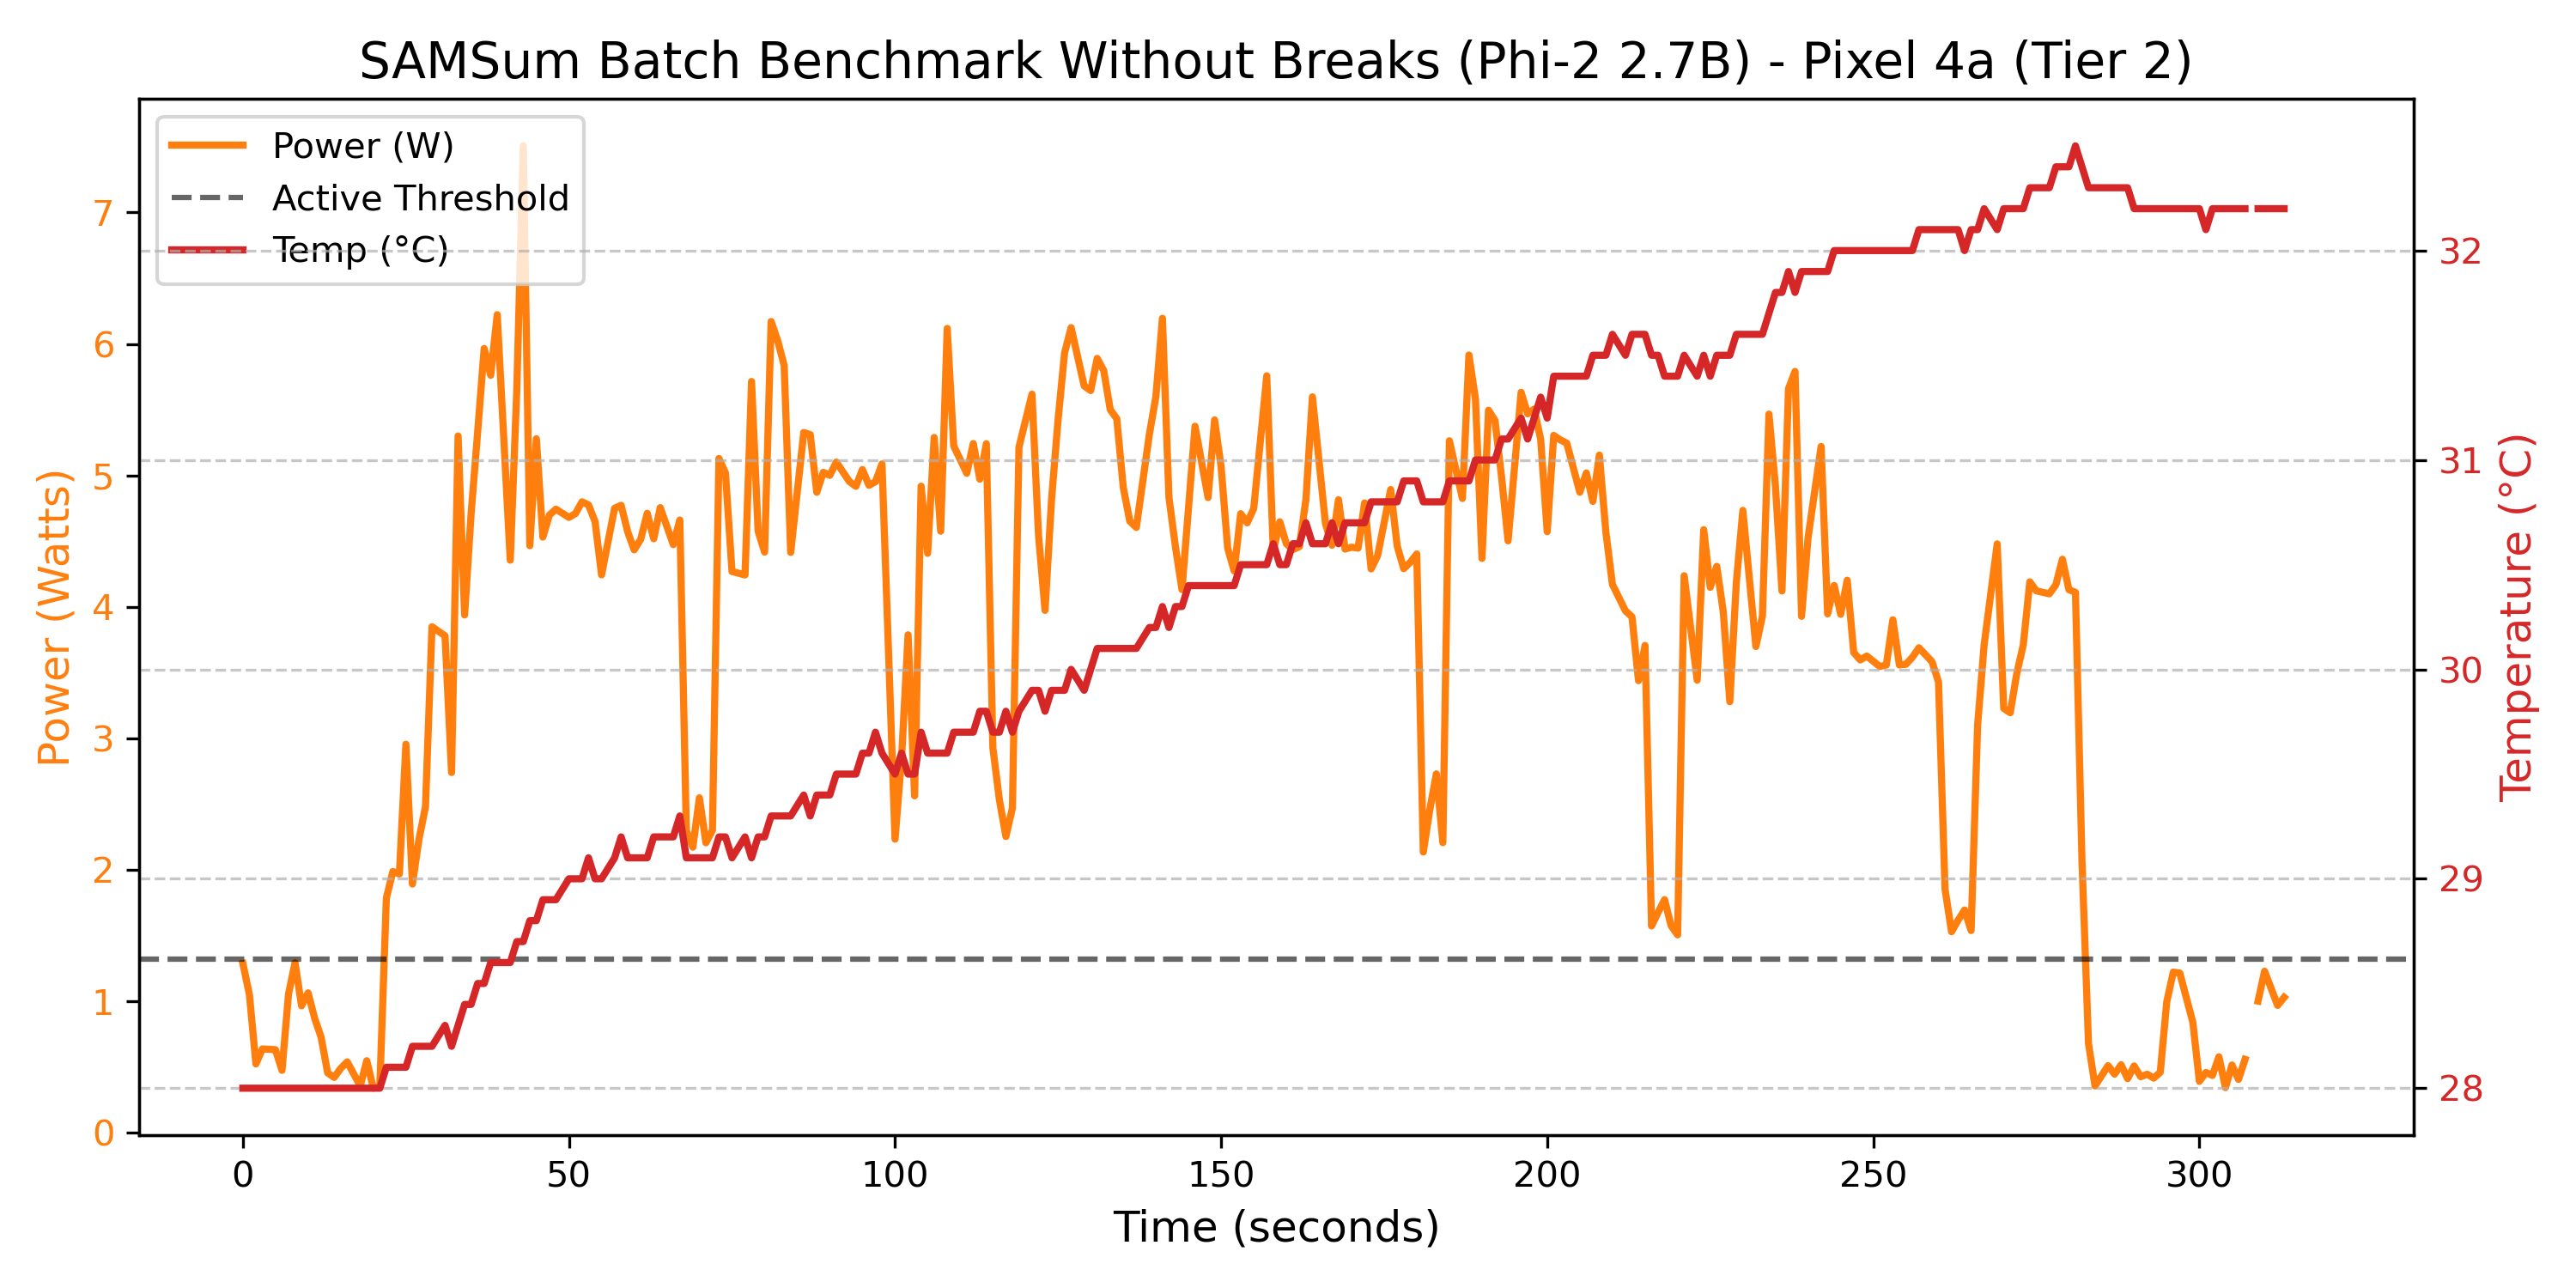 SAMSum Batch Benchmark Without Breaks (Phi-2 2.7B) - Pixel 4a (Tier 2)
Power (W)
Active Threshold
Temp (°C)
Power (Watts)
7
6
5
4
3
2
1
0
32
31
30
29
28
Temperature (°C)
0 50 100 150 200 250 300
Time (seconds)